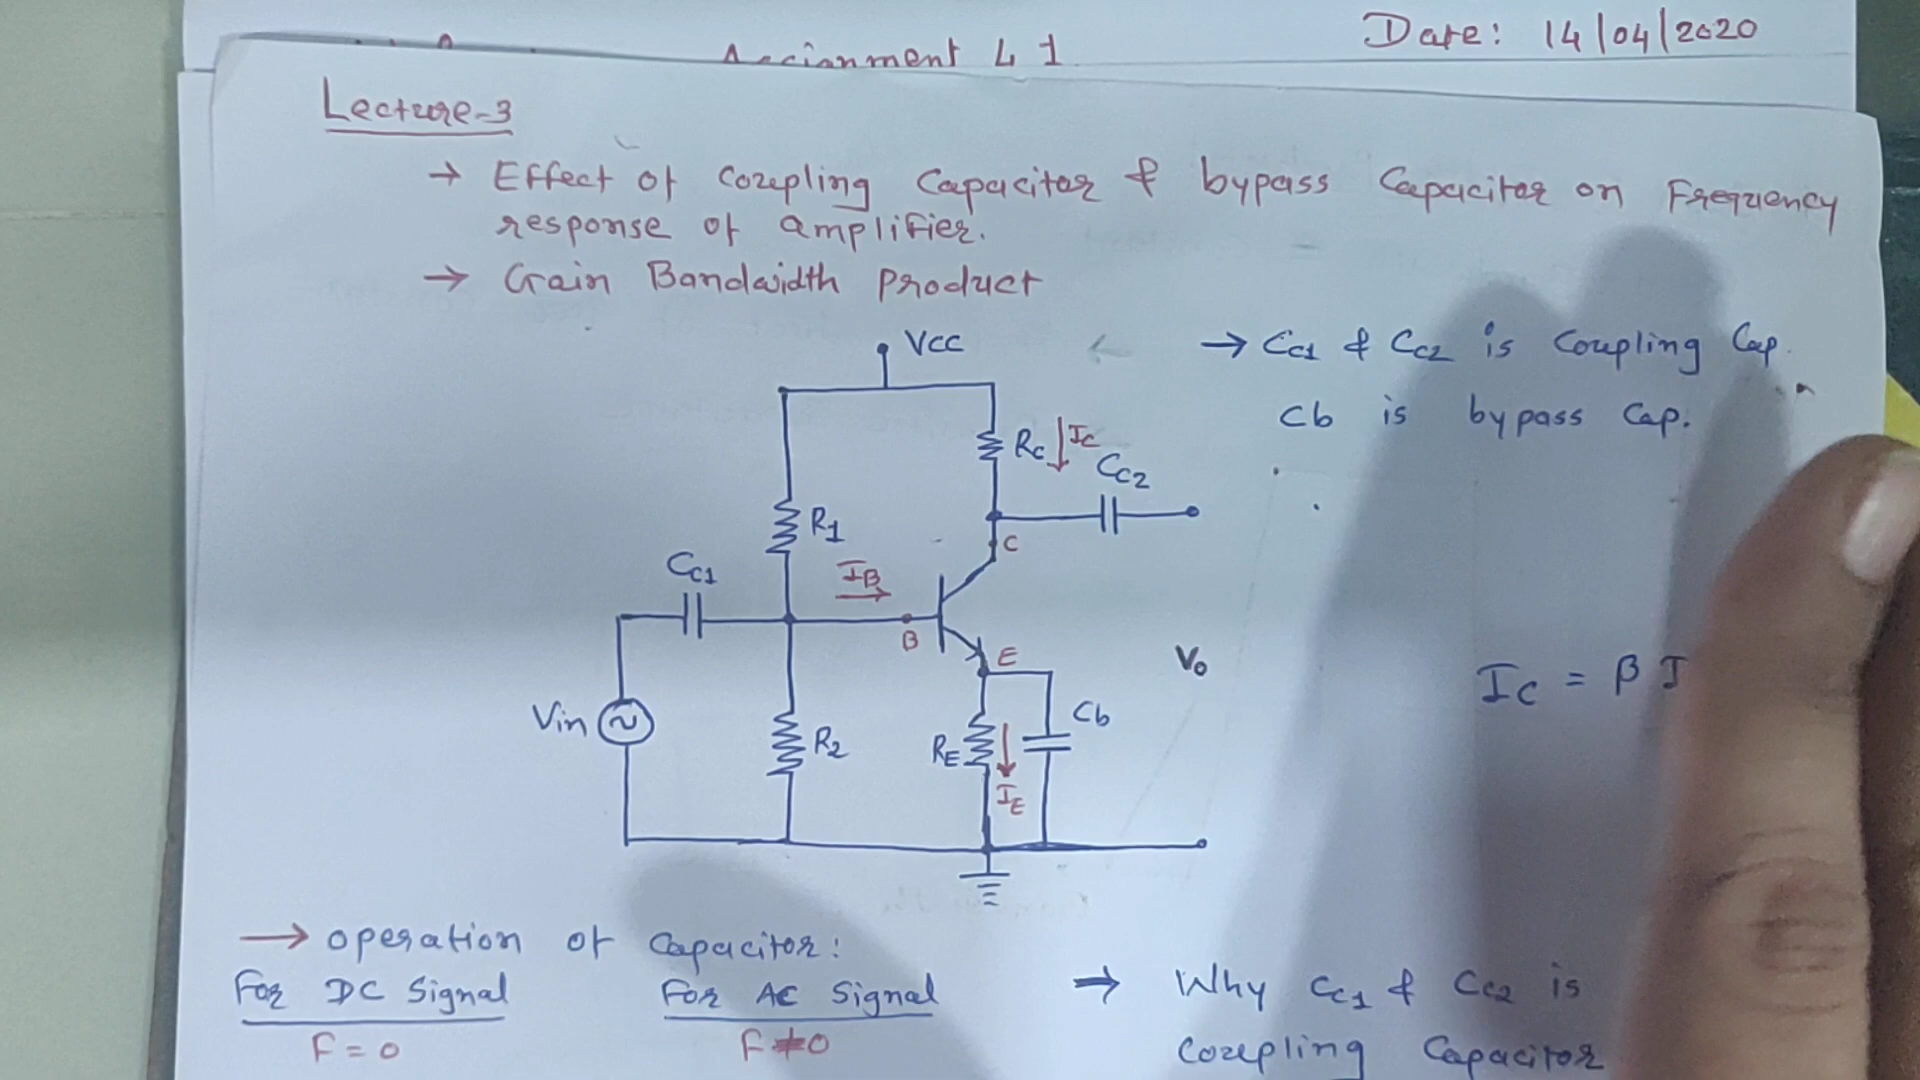 Assignment 4 1
Date: 14/04/2020
Lecture-3
→ Effect of Coupling Capacitor & bypass Capacitor on Frequency
response of amplifier.
→ Gain Bandwidth Product
VCC
→ Cc1 & Cc2 is Coupling Cap.
Cb is bypass Cap.
RC ↓ IC
CC2
R1
C
CC1
IB
B
E
Vo
IC = β I
Vin
R2
RE
Cb
IE
→ operation of Capacitor:
For DC Signal
For AC Signal
F = 0
F ≠ 0
→ Why Cc1 & Cc2 is
Coupling Capacitor